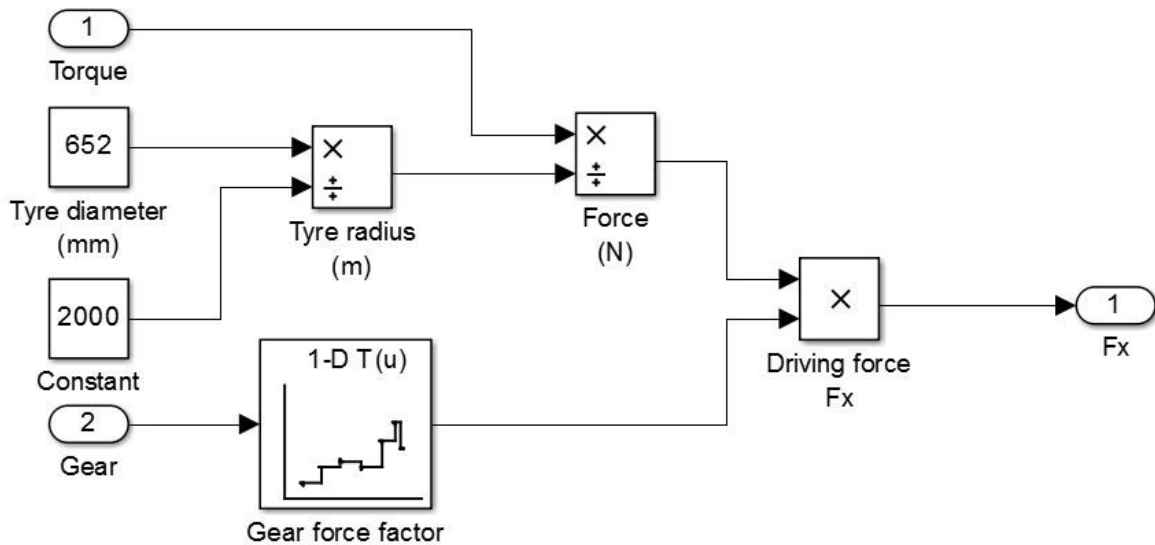 1
Torque
652
Tyre diameter
(mm)
×
÷
Tyre radius
(m)
×
÷
Force
(N)
2000
Constant
×
Driving force
Fx
1
Fx
1-D T(u)
2
Gear
Gear force factor